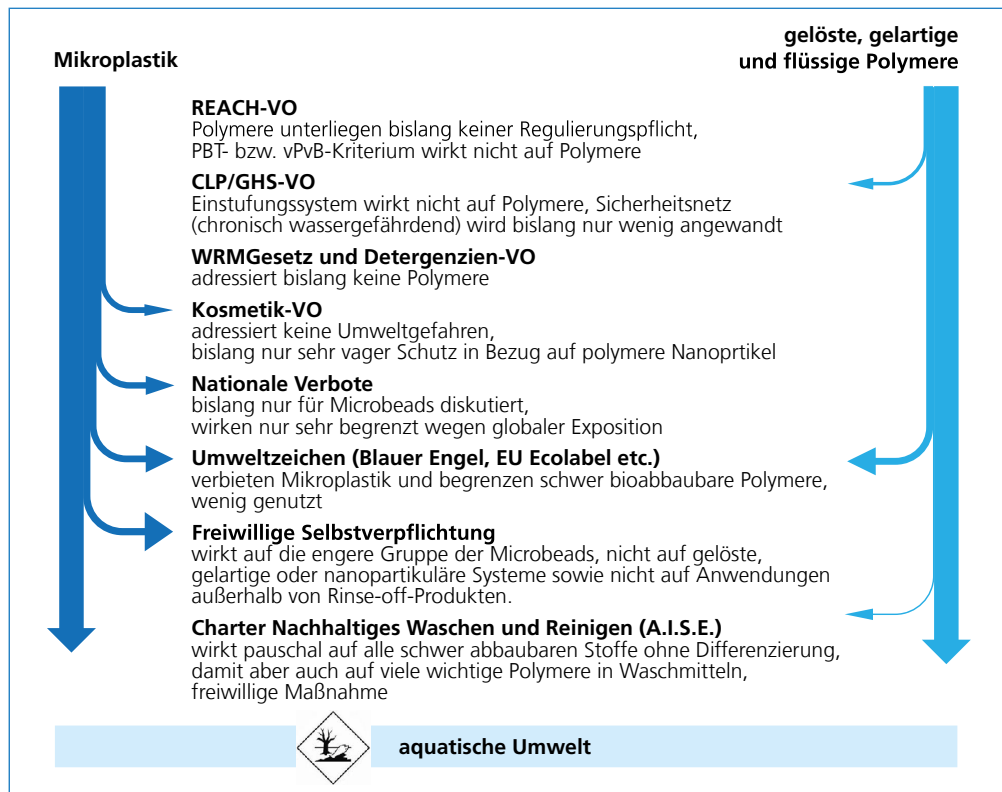 Mikroplastik
gelöste, gelartige
und flüssige Polymere
REACH-VO
Polymere unterliegen bislang keiner Regulierungspflicht,
PBT- bzw. vPvB-Kriterium wirkt nicht auf Polymere
CLP/GHS-VO
Einstufungssystem wirkt nicht auf Polymere, Sicherheitsnetz
(chronisch wassergefährdend) wird bislang nur wenig angewandt
WRMGesetz und Detergenzien-VO
adressiert bislang keine Polymere
Kosmetik-VO
adressiert keine Umweltgefahren,
bislang nur sehr vager Schutz in Bezug auf polymere Nanoprtikel
Nationale Verbote
bislang nur für Microbeads diskutiert,
wirken nur sehr begrenzt wegen globaler Exposition
Umweltzeichen (Blauer Engel, EU Ecolabel etc.)
verbieten Mikroplastik und begrenzen schwer bioabbaubare Polymere,
wenig genutzt
Freiwillige Selbstverpflichtung
wirkt auf die engere Gruppe der Microbeads, nicht auf gelöste,
gelartige oder nanopartikuläre Systeme sowie nicht auf Anwendungen
außerhalb von Rinse-off-Produkten.
Charter Nachhaltiges Waschen und Reinigen (A.I.S.E.)
wirkt pauschal auf alle schwer abbaubaren Stoffe ohne Differenzierung,
damit aber auch auf viele wichtige Polymere in Waschmitteln,
freiwillige Maßnahme
aquatische Umwelt